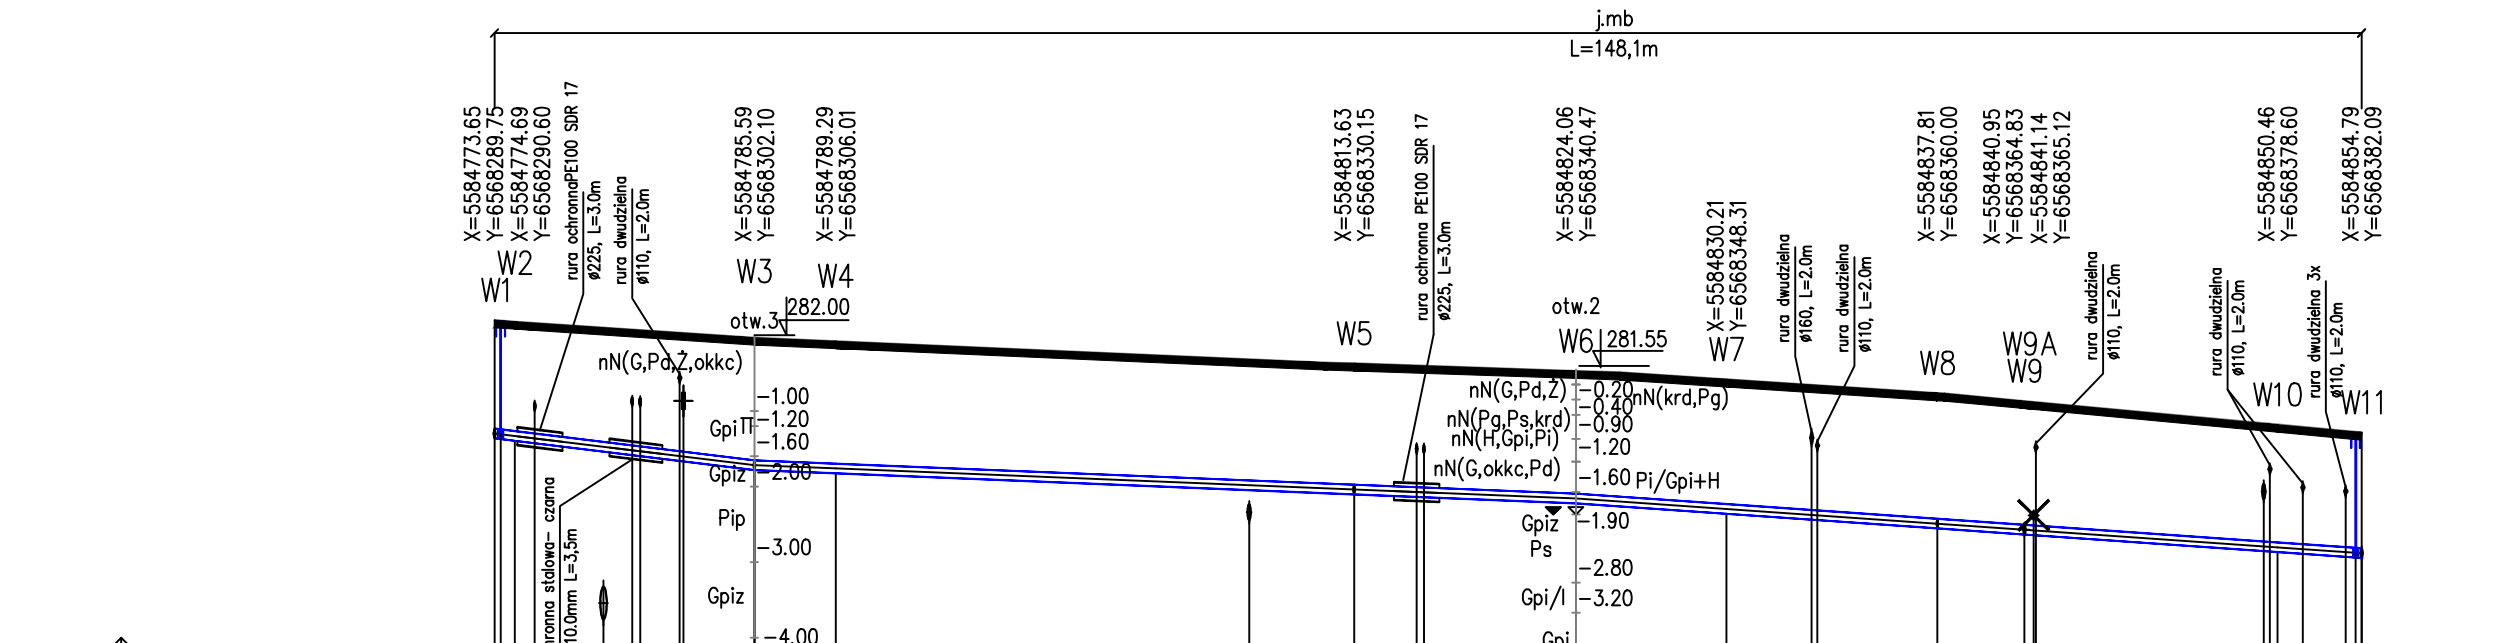 j.mb
L=148,1m
X=5584773.65
Y=6568289.75
X=5584774.69
Y=6568290.60
rura ochronnaPE100 SDR 17
ø225, L=3.0m
rura dwudzielna
ø110, L=2.0m
X=5584785.59
Y=6568302.10
X=5584789.29
Y=6568306.01
X=5584813.63
Y=6568330.15
rura ochronna PE100 SDR 17
ø225, L=3.0m
X=5584824.06
Y=6568340.47
X=5584830.21
Y=6568348.31
rura dwudzielna
ø160, L=2.0m
rura dwudzielna
ø110, L=2.0m
X=5584837.81
Y=6568360.00
X=5584840.95
Y=6568364.83
X=5584841.14
Y=6568365.12
rura dwudzielna
ø110, L=2.0m
rura dwudzielna
ø110, L=2.0m
X=5584850.46
Y=6568378.60
rura dwudzielna 3x
ø110, L=2.0m
X=5584854.79
Y=6568382.09
W1
W2
W3
W4
W5
W6
W7
W8
W9A
W9
W10
W11
otw.3
282.00
nN(G,Pd,Ż,okkc)
-1.00
-1.20
GpiTT
-1.60
Gpiz
-2.00
Pip
-3.00
Gpiz
-4.00
hronna stalowa- czarna
10.0mm L=3,5m
otw.2
281.55
nN(G,Pd,Ż)
-0.20
nN(krd,Pg)
-0.40
nN(Pg,Ps,krd)
-0.90
nN(H,Gpi,Pi)
-1.20
nN(G,okkc,Pd)
-1.60
Pi/Gpi+H
Gpiz
-1.90
Ps
-2.80
Gpi/I
-3.20
Gpi